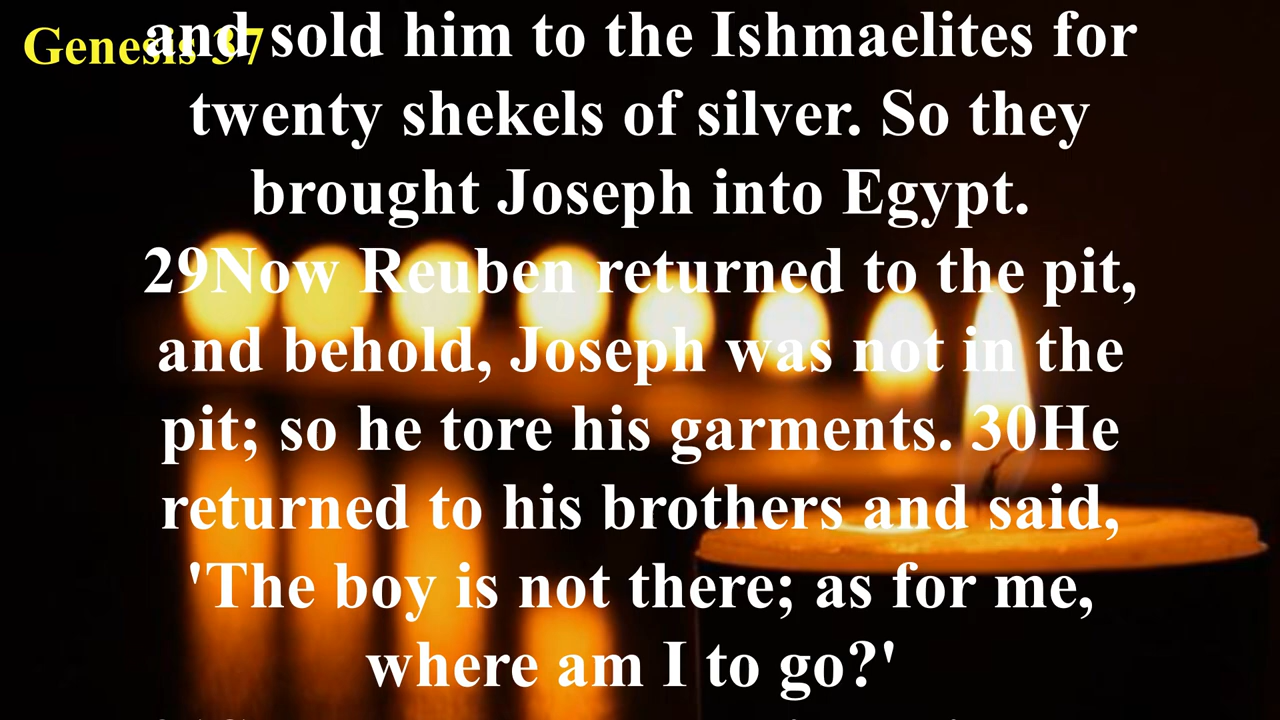 Genesis 37
and sold him to the Ishmaelites for
twenty shekels of silver. So they
brought Joseph into Egypt.
29Now Reuben returned to the pit,
and behold, Joseph was not in the
pit; so he tore his garments. 30He
returned to his brothers and said,
'The boy is not there; as for me,
where am I to go?'